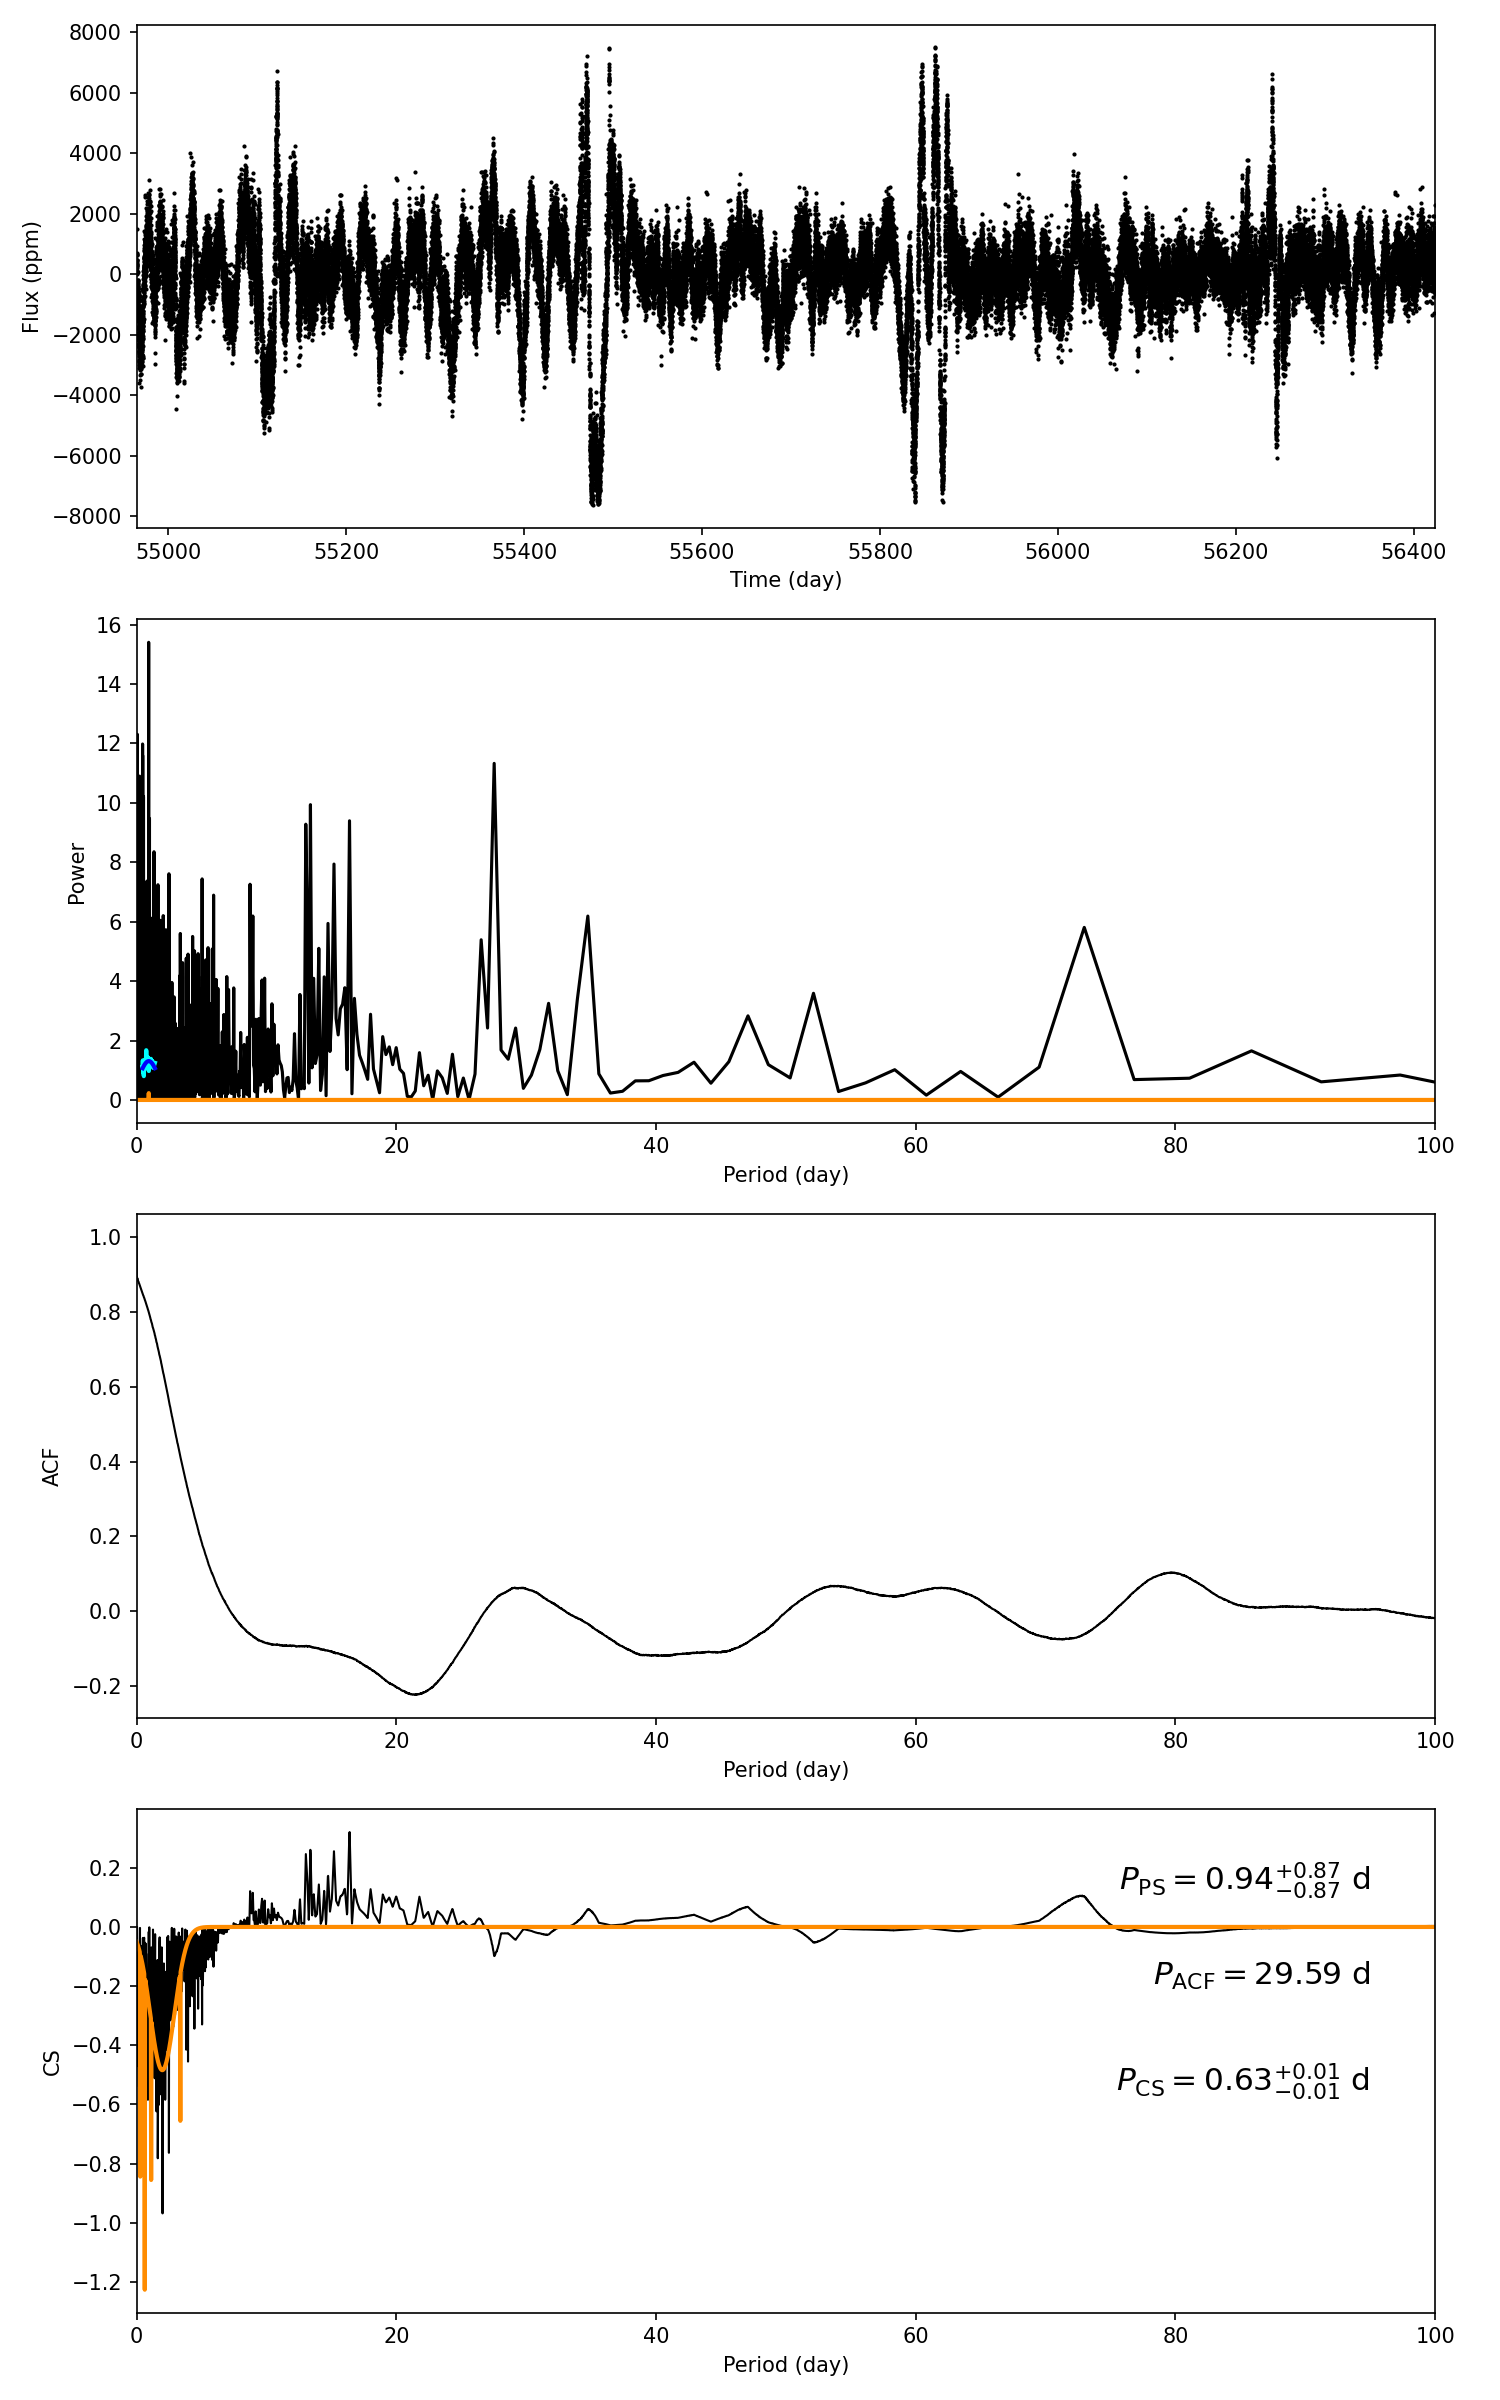 8000
6000
4000
2000
0
−2000
−4000
−6000
−8000
Flux (ppm)
55000 55200 55400 55600 55800 56000 56200 56400
Time (day)
16
14
12
10
8
6
4
2
0
Power
0 20 40 60 80 100
Period (day)
1.0
0.8
0.6
0.4
0.2
0.0
−0.2
ACF
0 20 40 60 80 100
Period (day)
0.2
0.0
−0.2
−0.4
−0.6
−0.8
−1.0
−1.2
CS
P_PS = 0.94^{+0.87}_{−0.87} d
P_ACF = 29.59 d
P_CS = 0.63^{+0.01}_{−0.01} d
0 20 40 60 80 100
Period (day)